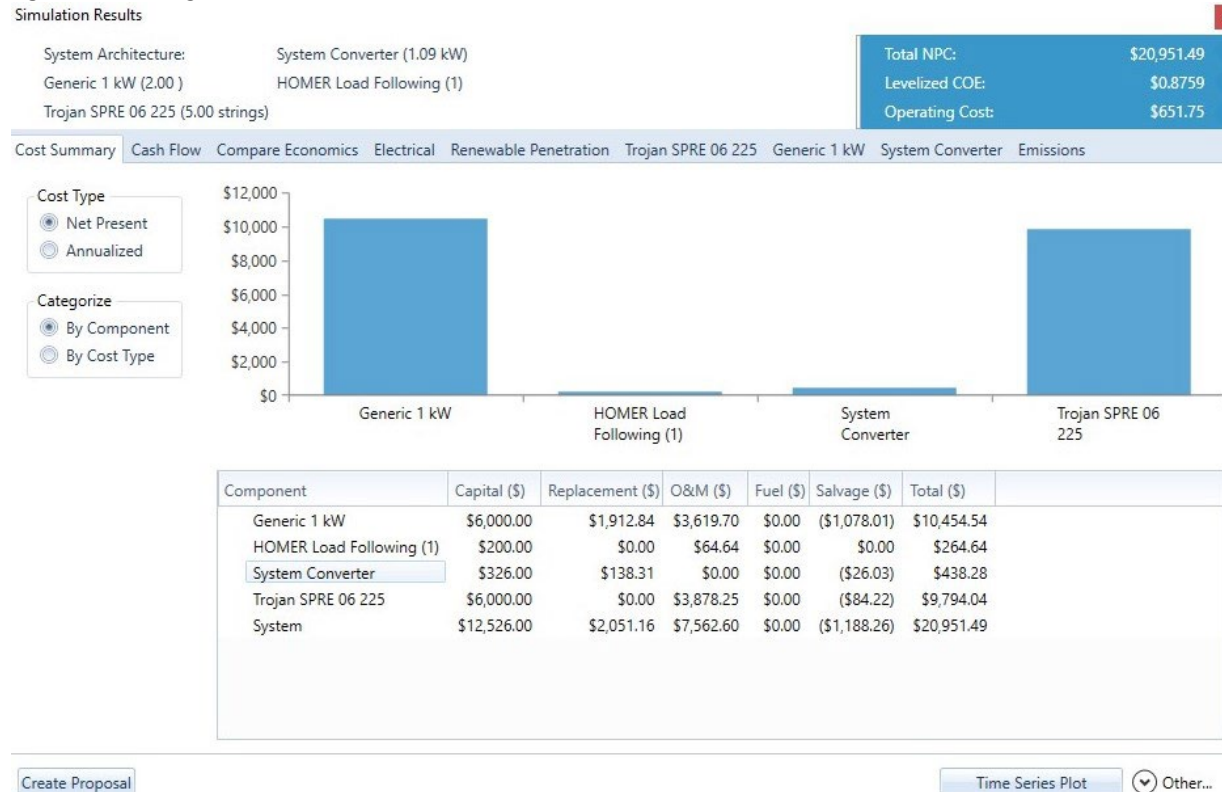 Simulation Results
System Architecture: System Converter (1.09 kW)
Generic 1 kW (2.00 ) HOMER Load Following (1)
Trojan SPRE 06 225 (5.00 strings)
Total NPC: $20,951.49
Levelized COE: $0.8759
Operating Cost: $651.75
Cost Summary Cash Flow Compare Economics Electrical Renewable Penetration Trojan SPRE 06 225 Generic 1 kW System Converter Emissions
Cost Type
Net Present
Annualized
Categorize
By Component
By Cost Type
$12,000
$10,000
$8,000
$6,000
$4,000
$2,000
$0
Generic 1 kW
HOMER Load
Following (1)
System
Converter
Trojan SPRE 06
225
Component Capital ($) Replacement ($) O&M ($) Fuel ($) Salvage ($) Total ($)
Generic 1 kW $6,000.00 $1,912.84 $3,619.70 $0.00 ($1,078.01) $10,454.54
HOMER Load Following (1) $200.00 $0.00 $64.64 $0.00 $0.00 $264.64
System Converter $326.00 $138.31 $0.00 $0.00 ($26.03) $438.28
Trojan SPRE 06 225 $6,000.00 $0.00 $3,878.25 $0.00 ($84.22) $9,794.04
System $12,526.00 $2,051.16 $7,562.60 $0.00 ($1,188.26) $20,951.49
Create Proposal
Time Series Plot
Other...